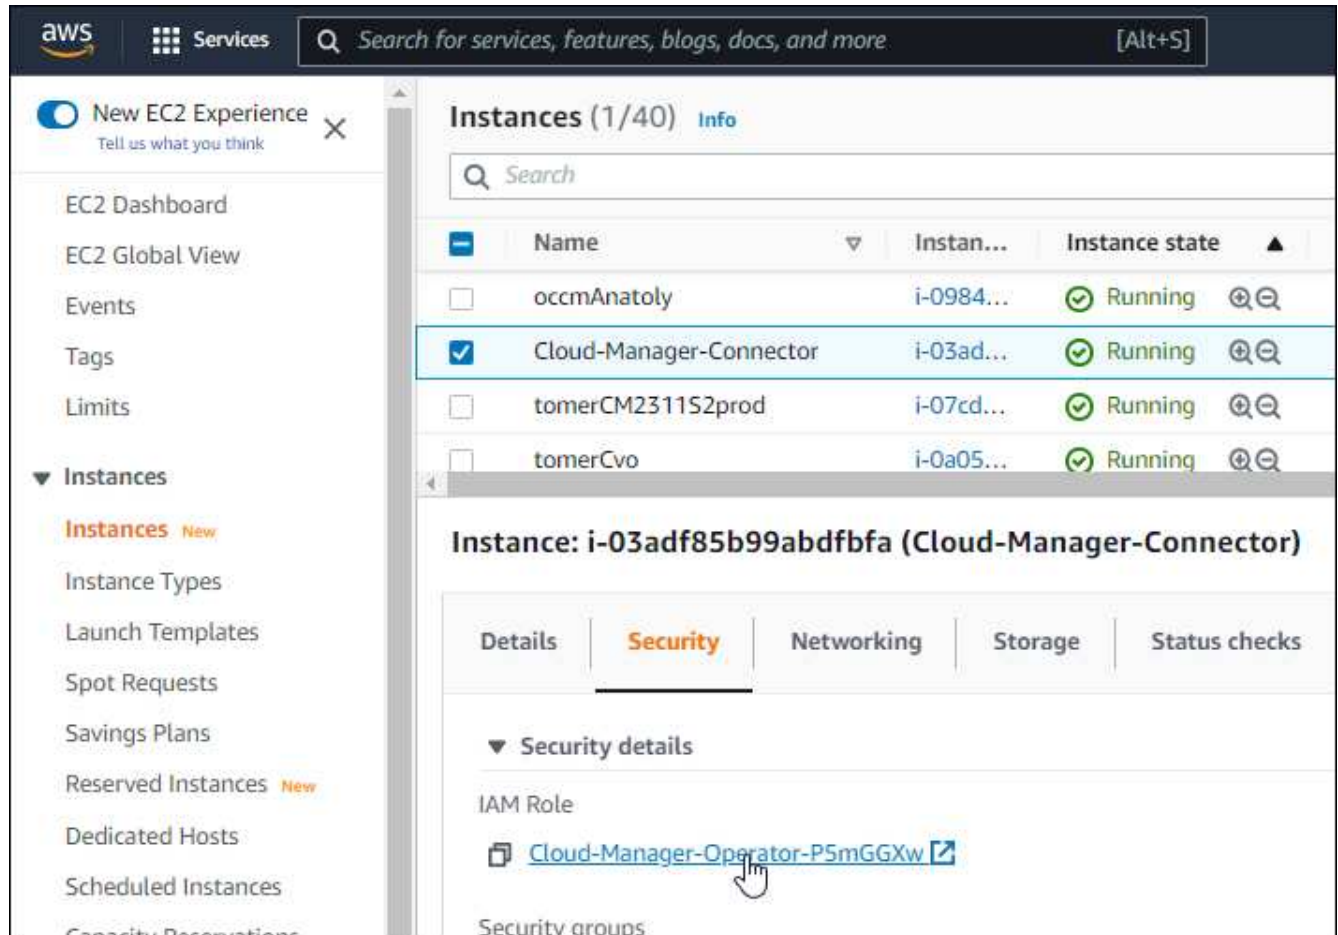 aws Services Search for services, features, blogs, docs, and more [Alt+S]
New EC2 Experience
Tell us what you think
EC2 Dashboard
EC2 Global View
Events
Tags
Limits
Instances
Instances New
Instance Types
Launch Templates
Spot Requests
Savings Plans
Reserved Instances New
Dedicated Hosts
Scheduled Instances
Capacity Reservations
Instances (1/40) Info
Search
Name Instan... Instance state
occmAnatoly i-0984... Running
Cloud-Manager-Connector i-03ad... Running
tomerCM2311S2prod i-07cd... Running
tomerCvo i-0a05... Running
Instance: i-03adf85b99abdfbfa (Cloud-Manager-Connector)
Details Security Networking Storage Status checks
Security details
IAM Role
Cloud-Manager-Operator-P5mGGXw
Security groups